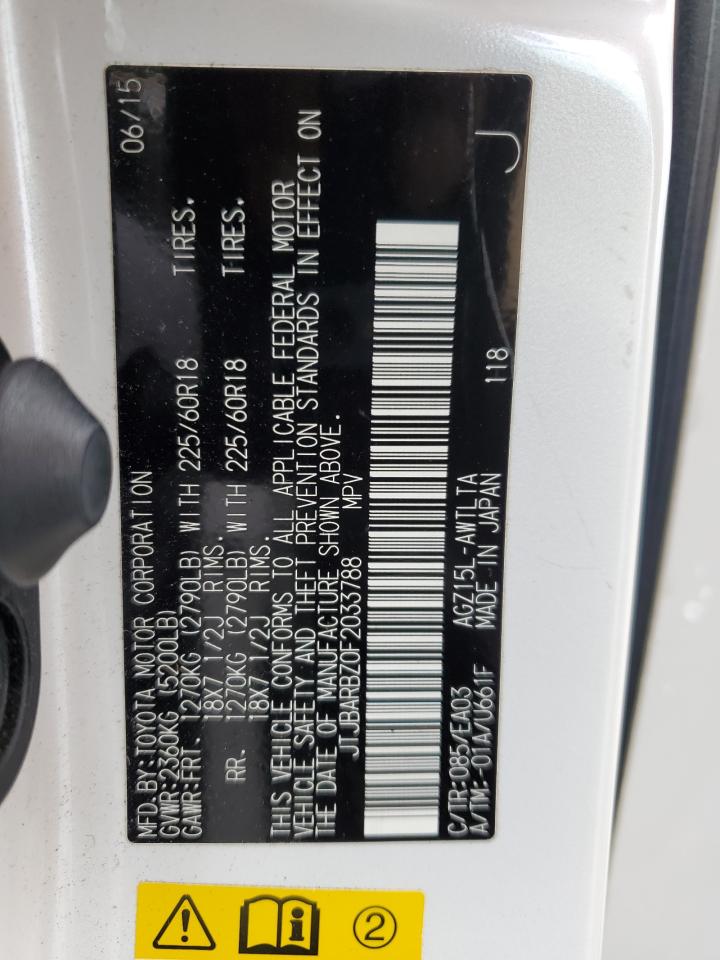 MFD.BY:TOYOTA MOTOR CORPORATION 06/15
GVWR:2360KG (5200LB)
GAWR:FRT 1270KG (2790LB) WITH 225/60R18 TIRES.
18X7 1/2J RIMS.
RR. 1270KG (2790LB) WITH 225/60R18 TIRES.
18X7 1/2J RIMS.
THIS VEHICLE CONFORMS TO ALL APPLICABLE FEDERAL MOTOR
VEHICLE SAFETY AND THEFT PREVENTION STANDARDS IN EFFECT ON
THE DATE OF MANUFACTURE SHOWN ABOVE.
JTJBARBZ0F2033788 MPV
C/TR:085/EA03 AGZ15L-AWTLTA 118
A/TM:-01A/U661F MADE IN JAPAN
J
2